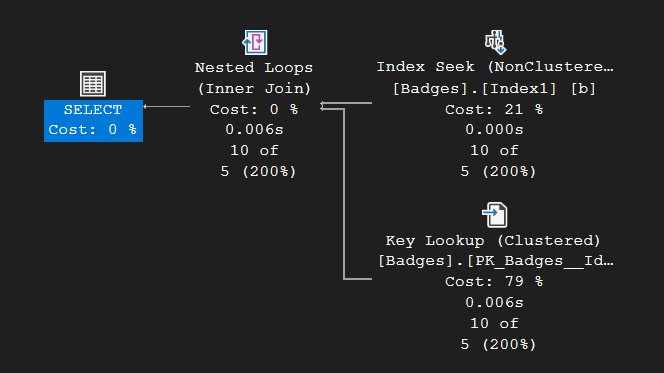 SELECT
Cost: 0 %
Nested Loops
(Inner Join)
Cost: 0 %
0.006s
10 of
5 (200%)
Index Seek (NonClustere…
[Badges].[Index1] [b]
Cost: 21 %
0.000s
10 of
5 (200%)
Key Lookup (Clustered)
[Badges].[PK_Badges__Id…
Cost: 79 %
0.006s
10 of
5 (200%)